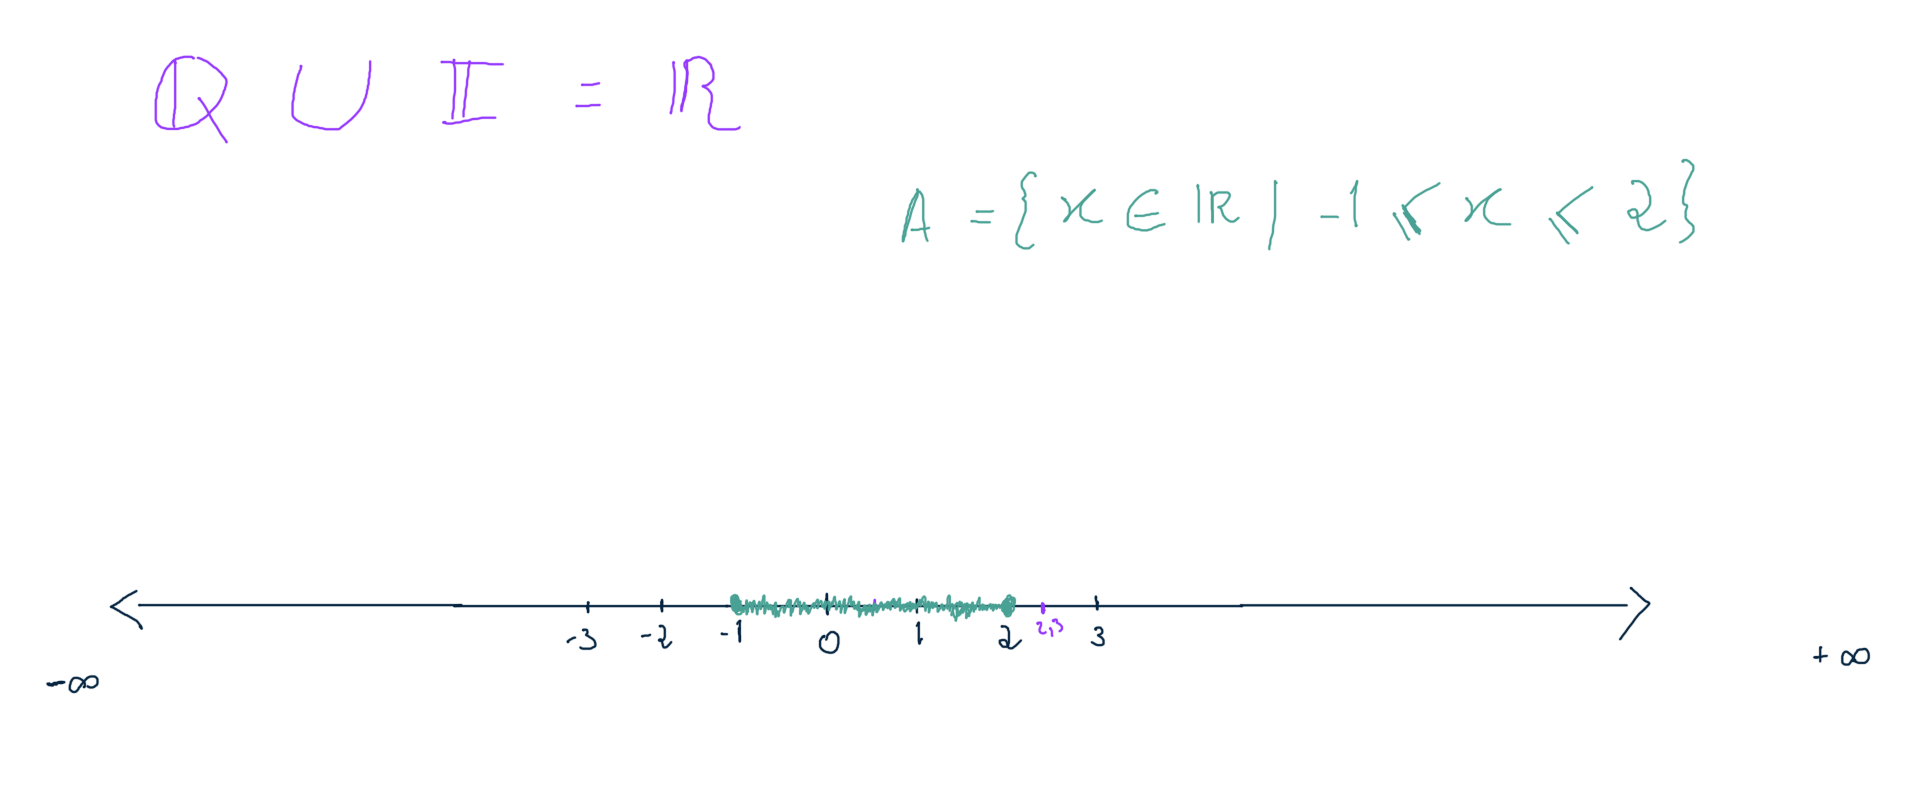 ℚ ∪ 𝕀 = ℝ
A = {x ∈ ℝ | -1 ⩽ x ⩽ 2}
-3 -2 -1 0 1 2 2,3 3
-∞ +∞